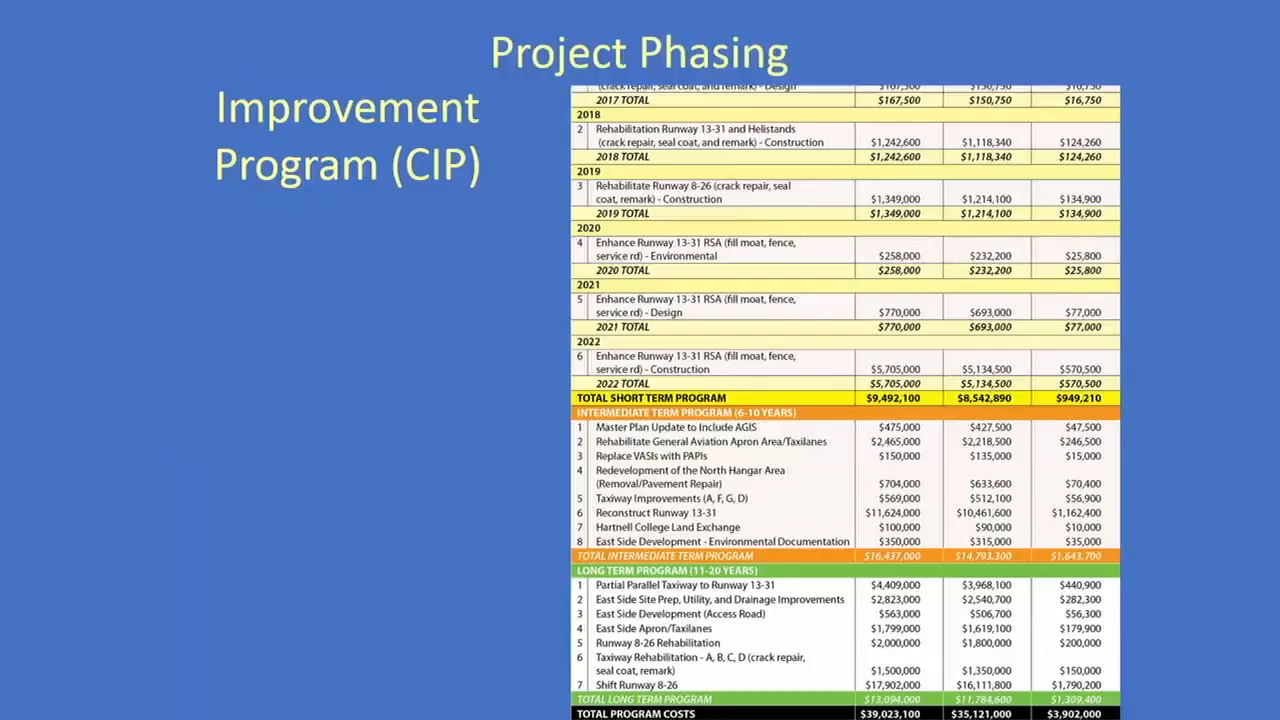 Project Phasing
Improvement
Program (CIP)
(crack repair, seal coat, and remark) - Design $167,500 $150,750 $16,750
2017 TOTAL $167,500 $150,750 $16,750
2018
2 Rehabilitation Runway 13-31 and Helistands
(crack repair, seal coat, and remark) - Construction $1,242,600 $1,118,340 $124,260
2018 TOTAL $1,242,600 $1,118,340 $124,260
2019
3 Rehabilitate Runway 8-26 (crack repair, seal
coat, remark) - Construction $1,349,000 $1,214,100 $134,900
2019 TOTAL $1,349,000 $1,214,100 $134,900
2020
4 Enhance Runway 13-31 RSA (fill moat, fence,
service rd) - Environmental $258,000 $232,200 $25,800
2020 TOTAL $258,000 $232,200 $25,800
2021
5 Enhance Runway 13-31 RSA (fill moat, fence,
service rd) - Design $770,000 $693,000 $77,000
2021 TOTAL $770,000 $693,000 $77,000
2022
6 Enhance Runway 13-31 RSA (fill moat, fence,
service rd) - Construction $5,705,000 $5,134,500 $570,500
2022 TOTAL $5,705,000 $5,134,500 $570,500
TOTAL SHORT TERM PROGRAM $9,492,100 $8,542,890 $949,210
INTERMEDIATE TERM PROGRAM (6-10 YEARS)
1 Master Plan Update to Include AGIS $475,000 $427,500 $47,500
2 Rehabilitate General Aviation Apron Area/Taxilanes $2,465,000 $2,218,500 $246,500
3 Replace VASIs with PAPIs $150,000 $135,000 $15,000
4 Redevelopment of the North Hangar Area
(Removal/Pavement Repair) $704,000 $633,600 $70,400
5 Taxiway Improvements (A, F, G, D) $569,000 $512,100 $56,900
6 Reconstruct Runway 13-31 $11,624,000 $10,461,600 $1,162,400
7 Hartnell College Land Exchange $100,000 $90,000 $10,000
8 East Side Development - Environmental Documentation $350,000 $315,000 $35,000
TOTAL INTERMEDIATE TERM PROGRAM $16,437,000 $14,793,300 $1,643,700
LONG TERM PROGRAM (11-20 YEARS)
1 Partial Parallel Taxiway to Runway 13-31 $4,409,000 $3,968,100 $440,900
2 East Side Site Prep, Utility, and Drainage Improvements $2,823,000 $2,540,700 $282,300
3 East Side Development (Access Road) $563,000 $506,700 $56,300
4 East Side Apron/Taxilanes $1,799,000 $1,619,100 $179,900
5 Runway 8-26 Rehabilitation $2,000,000 $1,800,000 $200,000
6 Taxiway Rehabilitation - A, B, C, D (crack repair,
seal coat, remark) $1,500,000 $1,350,000 $150,000
7 Shift Runway 8-26 $17,902,000 $16,111,800 $1,790,200
TOTAL LONG TERM PROGRAM $13,094,000 $11,784,600 $1,309,400
TOTAL PROGRAM COSTS $39,023,100 $35,121,000 $3,902,000